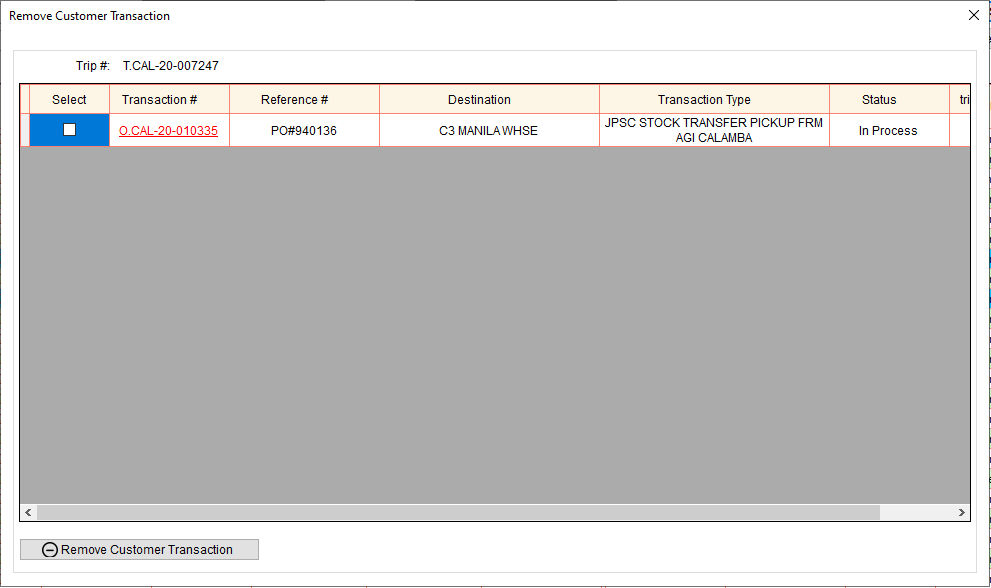 Remove Customer Transaction
Trip #: T.CAL-20-007247
Select Transaction # Reference # Destination Transaction Type Status tri
O.CAL-20-010335 PO#940136 C3 MANILA WHSE JPSC STOCK TRANSFER PICKUP FRM AGI CALAMBA In Process
Remove Customer Transaction